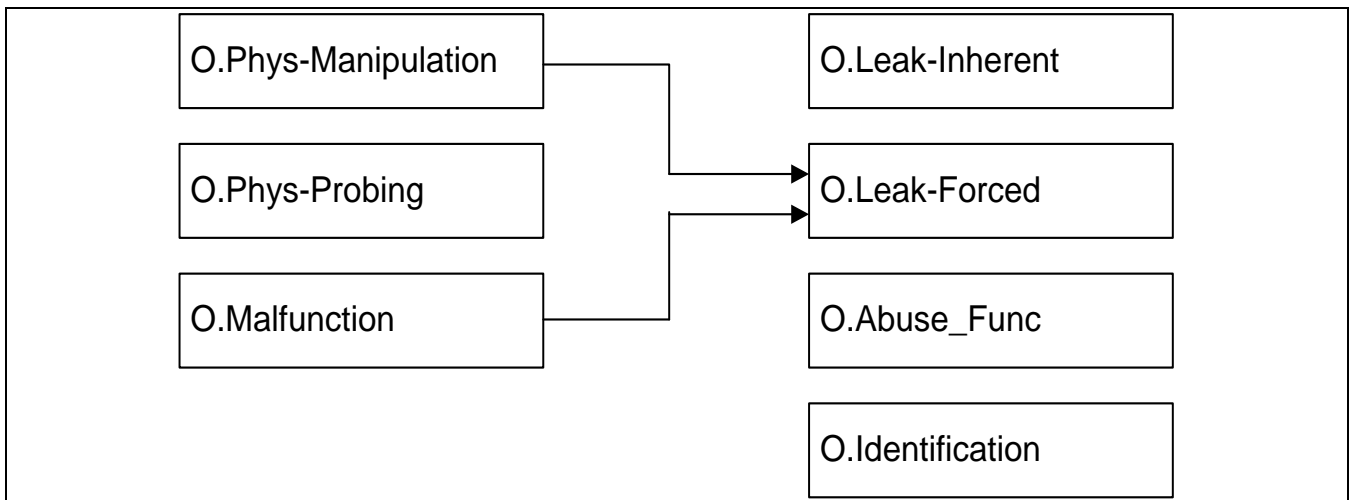 O.Phys-Manipulation
O.Leak-Inherent
O.Phys-Probing
O.Leak-Forced
O.Malfunction
O.Abuse_Func
O.Identification